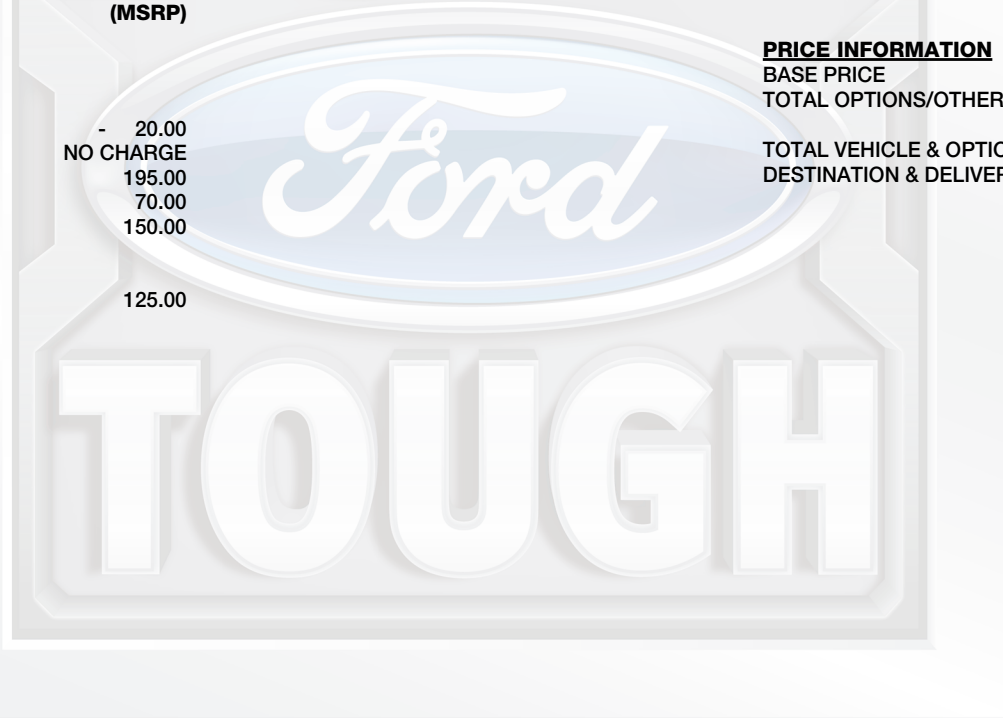 (MSRP)
- 20.00
NO CHARGE
195.00
70.00
150.00
125.00
PRICE INFORMATION
BASE PRICE
TOTAL OPTIONS/OTHER
TOTAL VEHICLE & OPTIO
DESTINATION & DELIVER
Ford
TOUGH